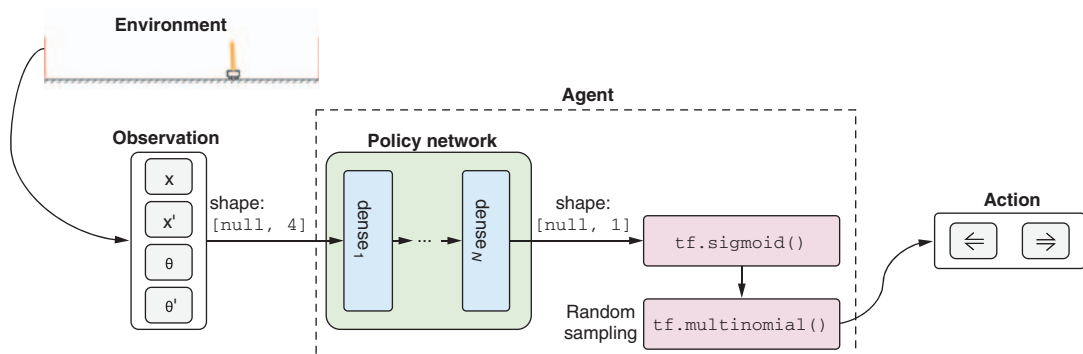 Environment
Agent
Observation
Policy network
x
x'
θ
θ'
shape:
[null, 4]
dense1
...
denseN
shape:
[null, 1]
tf.sigmoid()
Random
sampling
tf.multinomial()
Action
⇐
⇒